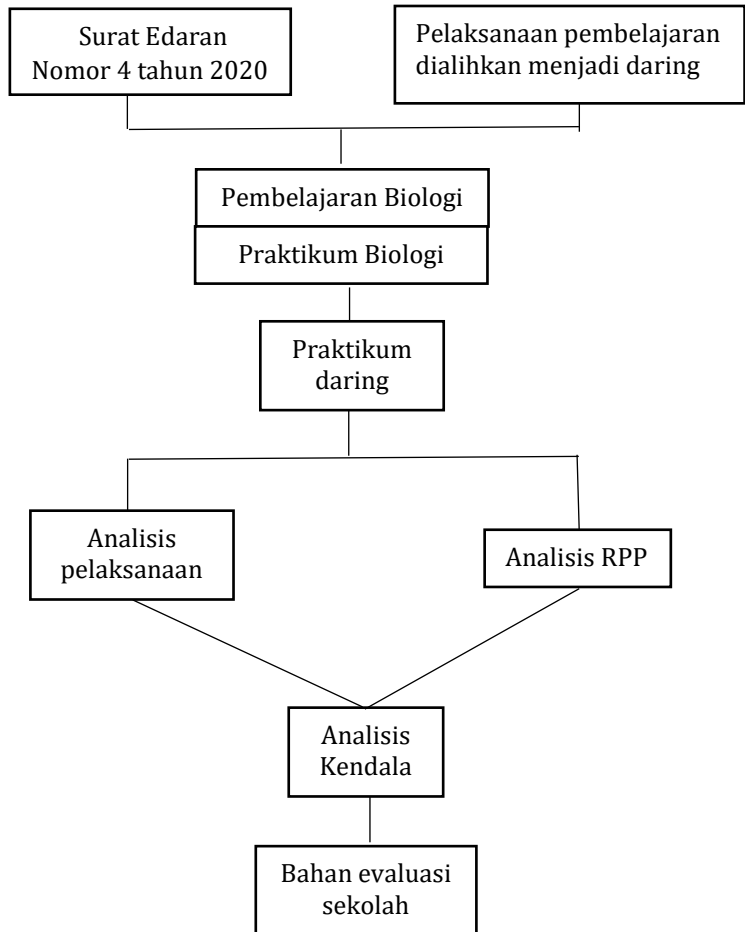 Surat Edaran
Nomor 4 tahun 2020
Pelaksanaan pembelajaran
dialihkan menjadi daring
Pembelajaran Biologi
Praktikum Biologi
Praktikum
daring
Analisis
pelaksanaan
Analisis RPP
Analisis
Kendala
Bahan evaluasi
sekolah